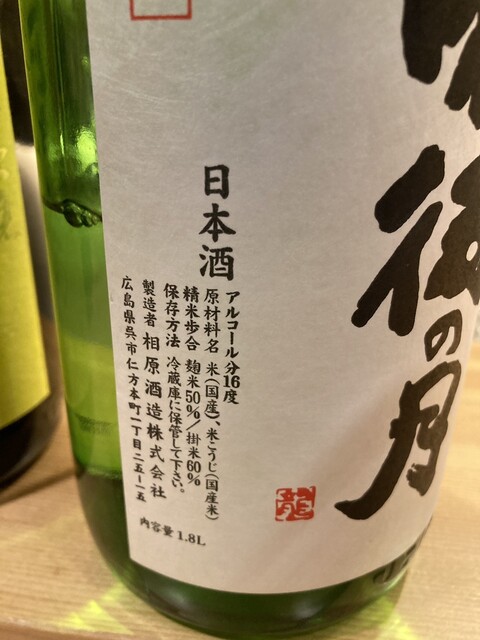 後の月
龍
日本酒
アルコール分16度
原材料名 米(国産)、米こうじ(国産米)
精米歩合 麹米50%/掛米60%
保存方法 冷蔵庫に保管して下さい。
製造者 相原酒造株式会社
広島県呉市仁方本町一丁目二五ー一五
内容量 1.8L